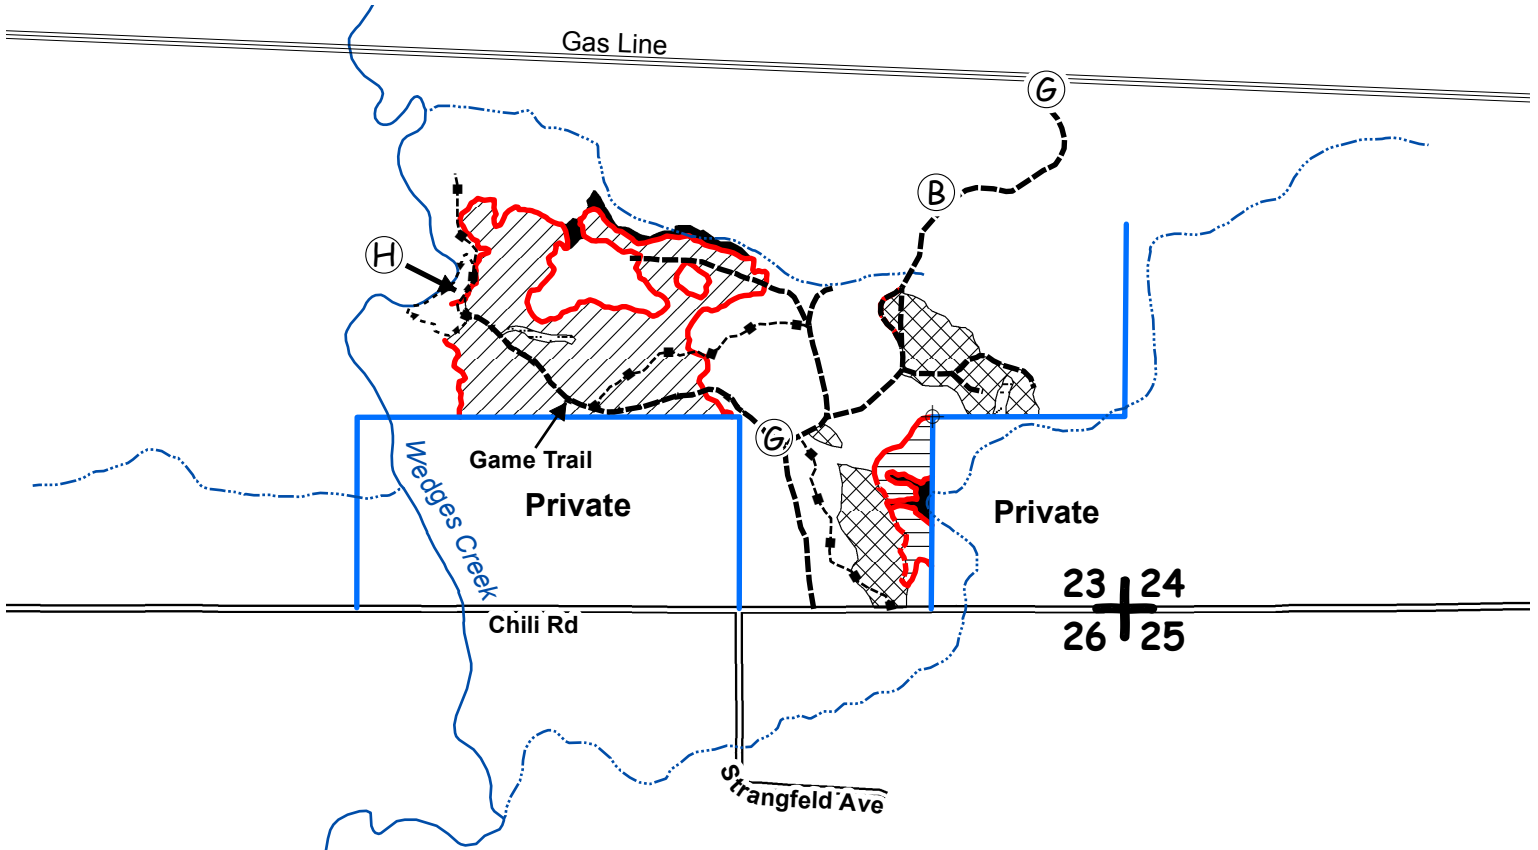 Gas Line
G
B
H
G
Game Trail
Private
Wedges Creek
Private
23 24
26 25
Chili Rd
Strangfeld Ave